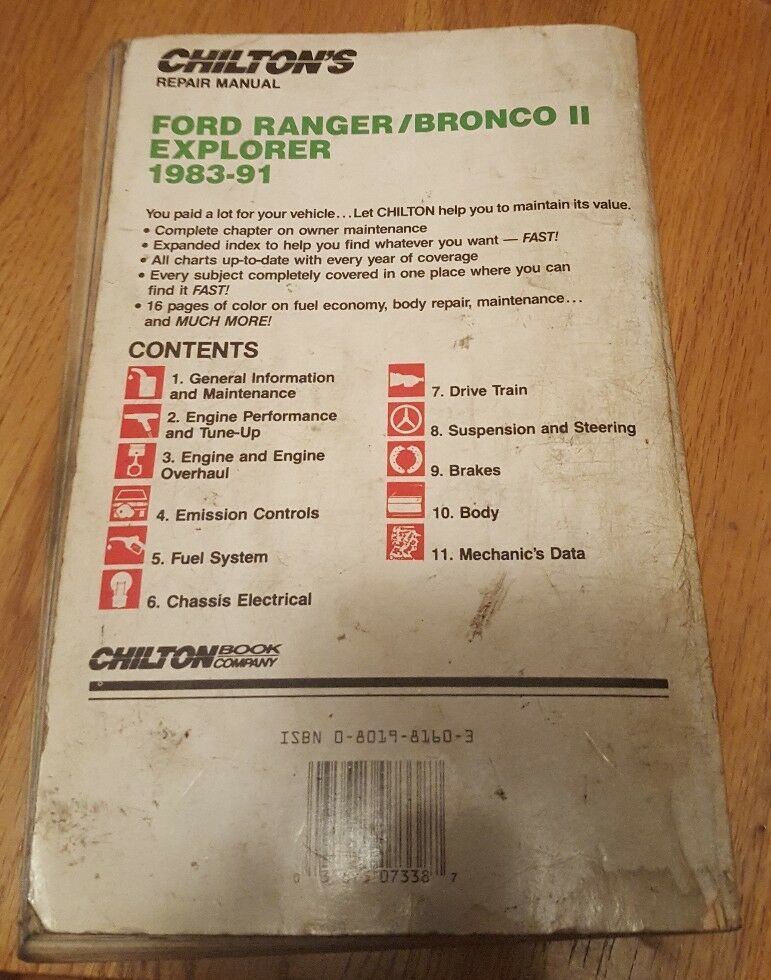 CHILTON'S
REPAIR MANUAL
FORD RANGER/BRONCO II
EXPLORER
1983-91
You paid a lot for your vehicle...Let CHILTON help you to maintain its value.
• Complete chapter on owner maintenance
• Expanded index to help you find whatever you want — FAST!
• All charts up-to-date with every year of coverage
• Every subject completely covered in one place where you can
find it FAST!
• 16 pages of color on fuel economy, body repair, maintenance...
and MUCH MORE!
CONTENTS
1. General Information
and Maintenance
2. Engine Performance
and Tune-Up
3. Engine and Engine
Overhaul
4. Emission Controls
5. Fuel System
6. Chassis Electrical
7. Drive Train
8. Suspension and Steering
9. Brakes
10. Body
11. Mechanic's Data
CHILTON BOOK
COMPANY
ISBN 0-8019-8160-3
0 07338 7